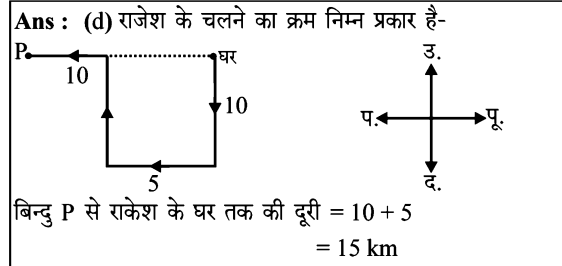 Ans : (d) राजेश के चलने का क्रम निम्न प्रकार है-
P
घर
उ.
10
10
प.
पू.
5
द.
बिन्दु P से राकेश के घर तक की दूरी = 10 + 5
= 15 km